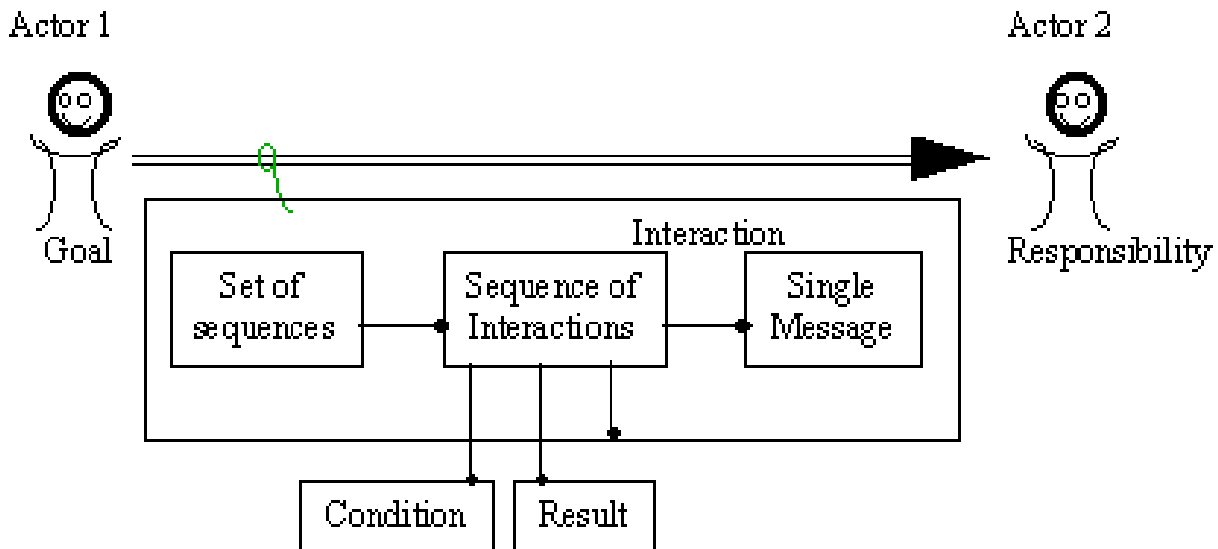 Actor 1
Actor 2
Goal
Interaction
Responsibility
Set of
sequences
Sequence of
Interactions
Single
Message
Condition
Result